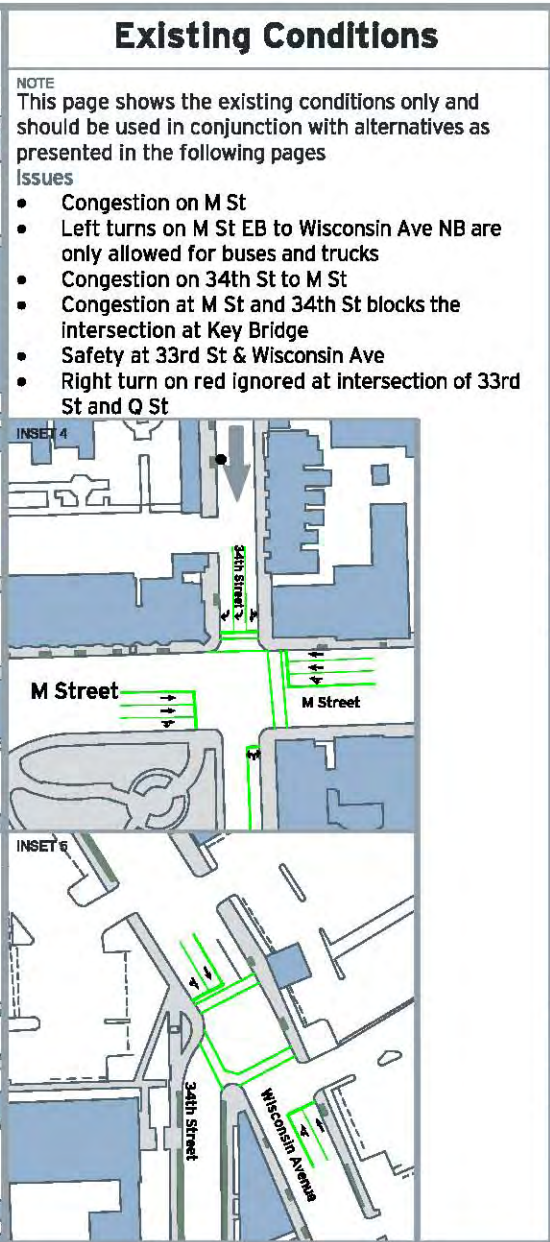 Existing Conditions
NOTE
This page shows the existing conditions only and
should be used in conjunction with alternatives as
presented in the following pages
Issues
• Congestion on M St
• Left turns on M St EB to Wisconsin Ave NB are
only allowed for buses and trucks
• Congestion on 34th St to M St
• Congestion at M St and 34th St blocks the
intersection at Key Bridge
• Safety at 33rd St & Wisconsin Ave
• Right turn on red ignored at intersection of 33rd
St and Q St
INSET 4
34th Street
M Street
M Street
INSET 5
34th Street
Wisconsin Avenue